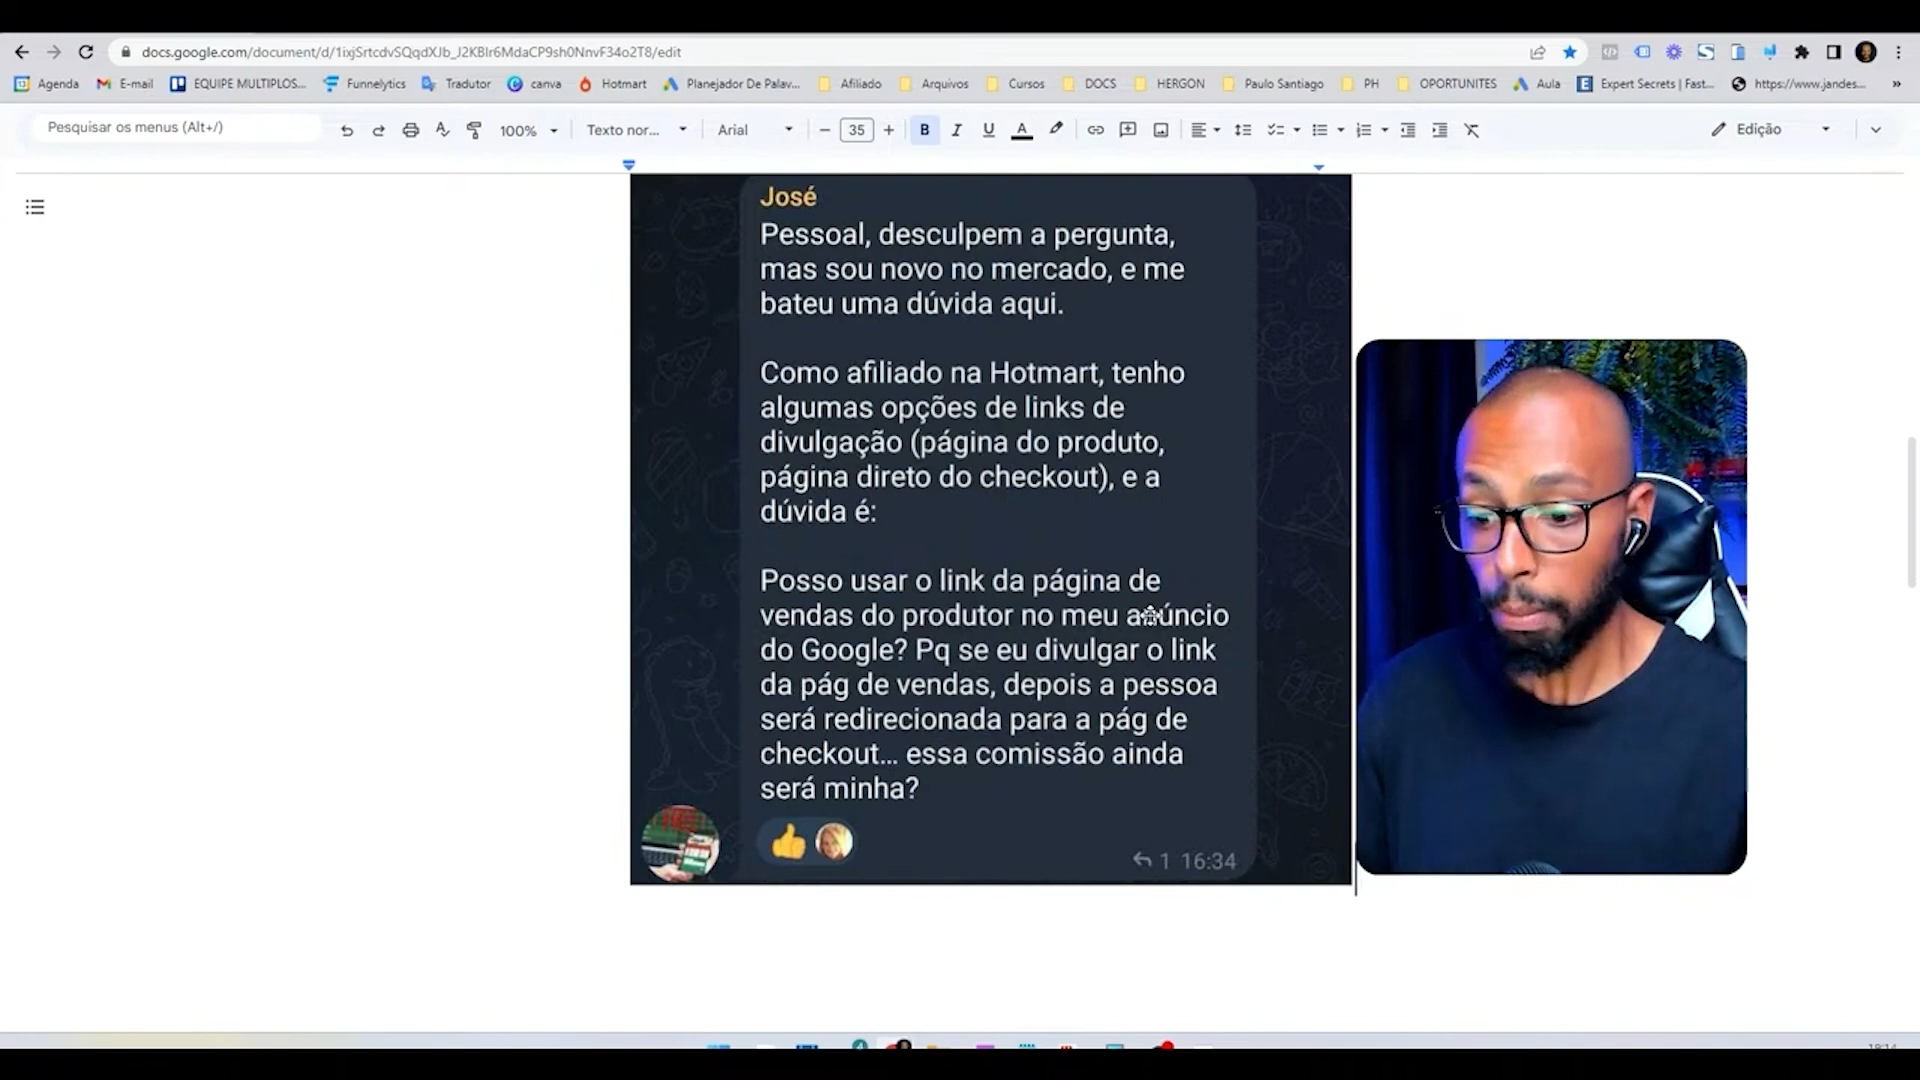 docs.google.com/document/d/1ixjSrtcdvSQqdXJb_J2KBIr6MdaCP9sh0NnvF34o2T8/edit
Agenda E-mail EQUIPE MULTIPLOS... Funnelytics Tradutor canva Hotmart Planejador De Palav... Afiliado Arquivos Cursos DOCS HERGON Paulo Santiago PH OPORTUNITES Aula Expert Secrets | Fast... https://www.jandes... »
Pesquisar os menus (Alt+/) 100% Texto nor... Arial 35 B I U A Edição
José
Pessoal, desculpem a pergunta,
mas sou novo no mercado, e me
bateu uma dúvida aqui.
Como afiliado na Hotmart, tenho
algumas opções de links de
divulgação (página do produto,
página direto do checkout), e a
dúvida é:
Posso usar o link da página de
vendas do produtor no meu anúncio
do Google? Pq se eu divulgar o link
da pág de vendas, depois a pessoa
será redirecionada para a pág de
checkout... essa comissão ainda
será minha?
1 16:34